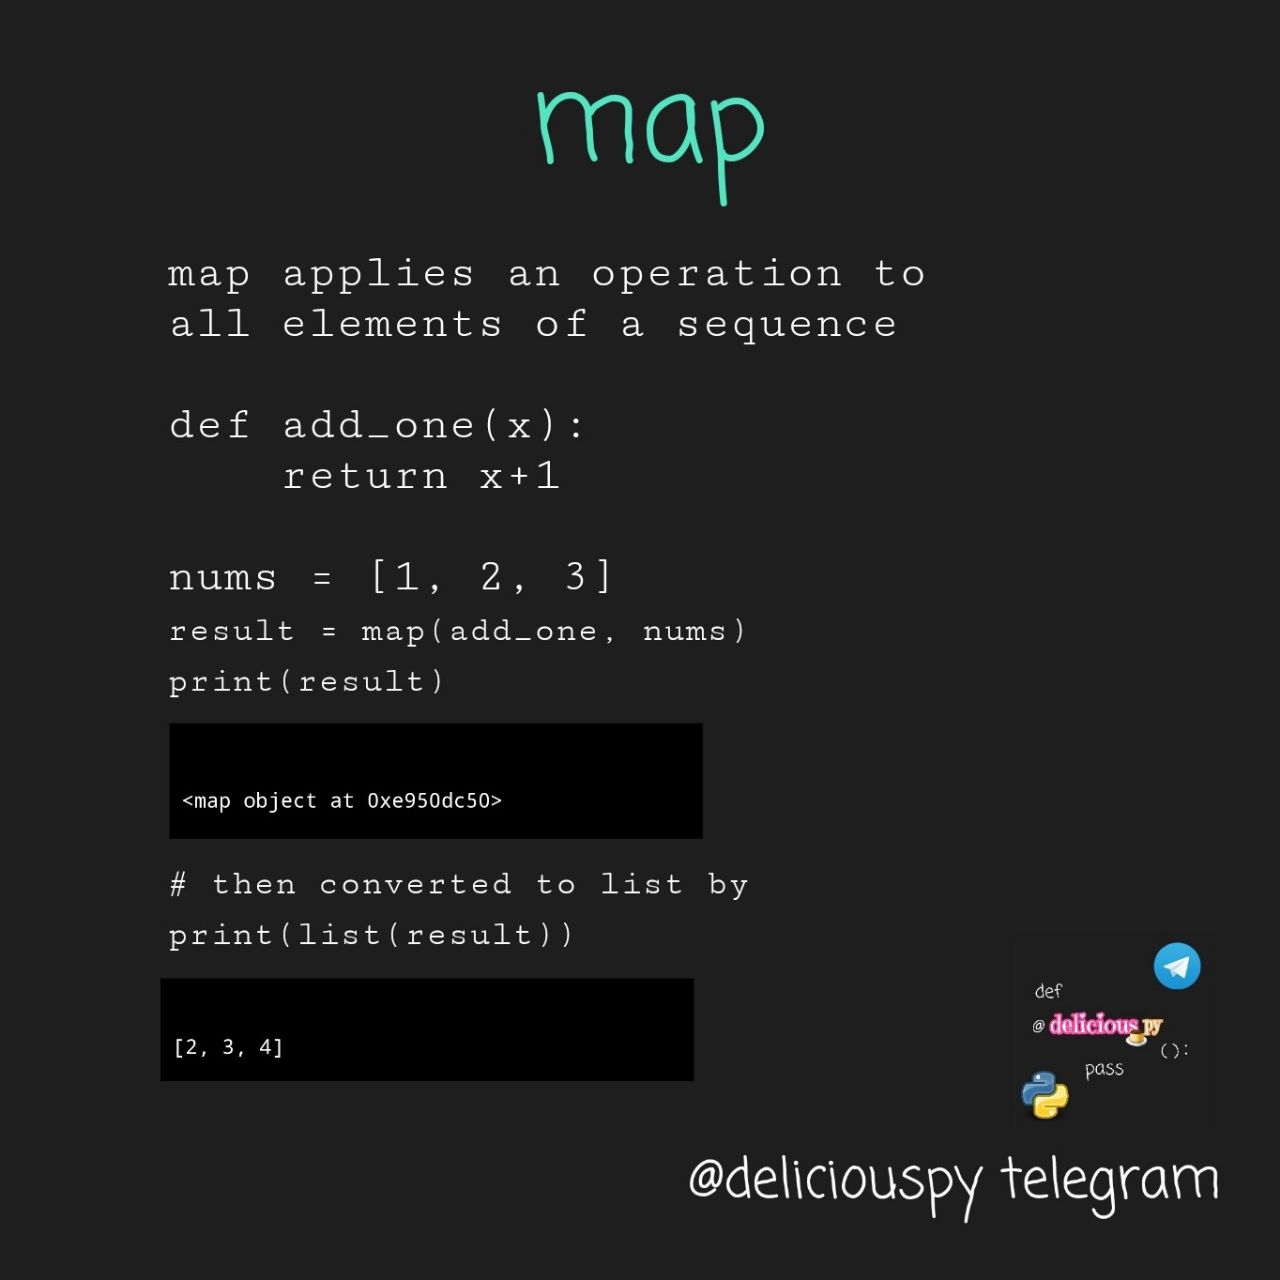 map
map applies an operation to
all elements of a sequence
def add_one(x):
    return x+1
nums = [1, 2, 3]
result = map(add_one, nums)
print(result)
<map object at 0xe950dc50>
# then converted to list by
print(list(result))
[2, 3, 4]
def
@delicious py
():
pass
@deliciouspy telegram